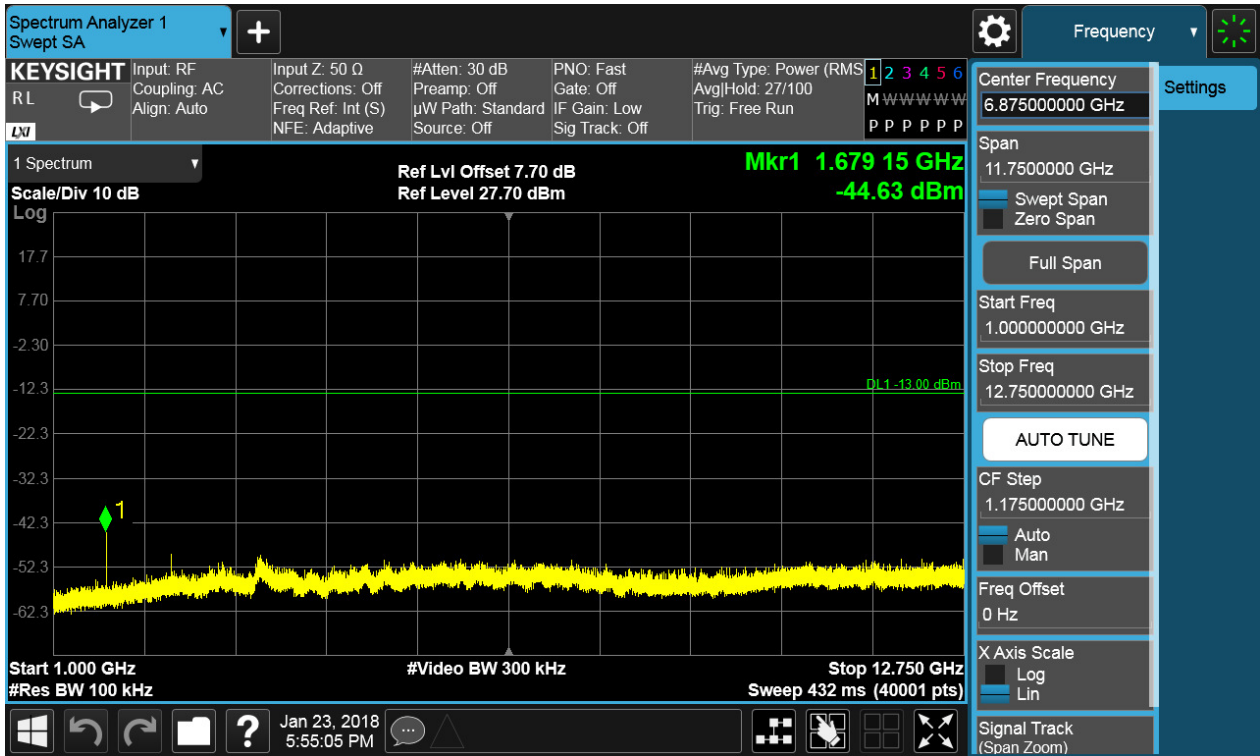 Spectrum Analyzer 1
Swept SA
Frequency
KEYSIGHT
R L
LXI
Input: RF
Coupling: AC
Align: Auto
Input Z: 50 Ω
Corrections: Off
Freq Ref: Int (S)
NFE: Adaptive
#Atten: 30 dB
Preamp: Off
µW Path: Standard
Source: Off
PNO: Fast
Gate: Off
IF Gain: Low
Sig Track: Off
#Avg Type: Power (RMS
Avg|Hold: 27/100
Trig: Free Run
1 2 3 4 5 6
M W W W W W
P P P P P P
1 Spectrum
Scale/Div 10 dB
Log
Ref Lvl Offset 7.70 dB
Ref Level 27.70 dBm
Mkr1 1.679 15 GHz
-44.63 dBm
17.7
7.70
-2.30
-12.3
DL1 -13.00 dBm
-22.3
-32.3
1
-42.3
-52.3
-62.3
Start 1.000 GHz
#Video BW 300 kHz
Stop 12.750 GHz
#Res BW 100 kHz
Sweep 432 ms (40001 pts)
Center Frequency
6.875000000 GHz
Settings
Span
11.7500000 GHz
Swept Span
Zero Span
Full Span
Start Freq
1.000000000 GHz
Stop Freq
12.750000000 GHz
AUTO TUNE
CF Step
1.175000000 GHz
Auto
Man
Freq Offset
0 Hz
X Axis Scale
Log
Lin
Signal Track
(Span Zoom)
?
Jan 23, 2018
5:55:05 PM